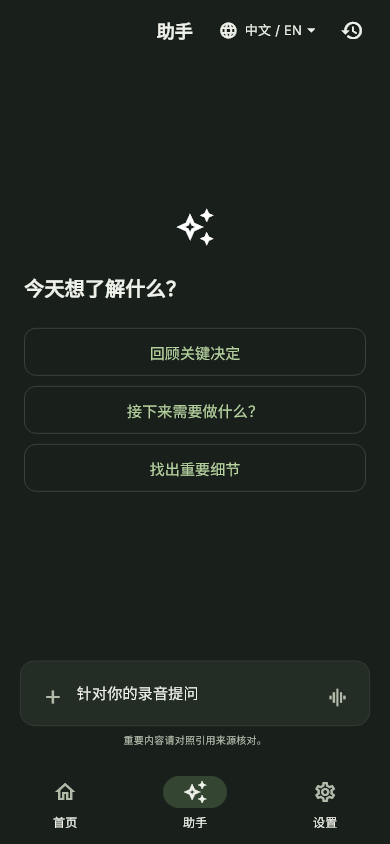 助手
中文 / EN
今天想了解什么？
回顾关键决定
接下来需要做什么？
找出重要细节
针对你的录音提问
重要内容请对照引用来源核对。
首页
助手
设置